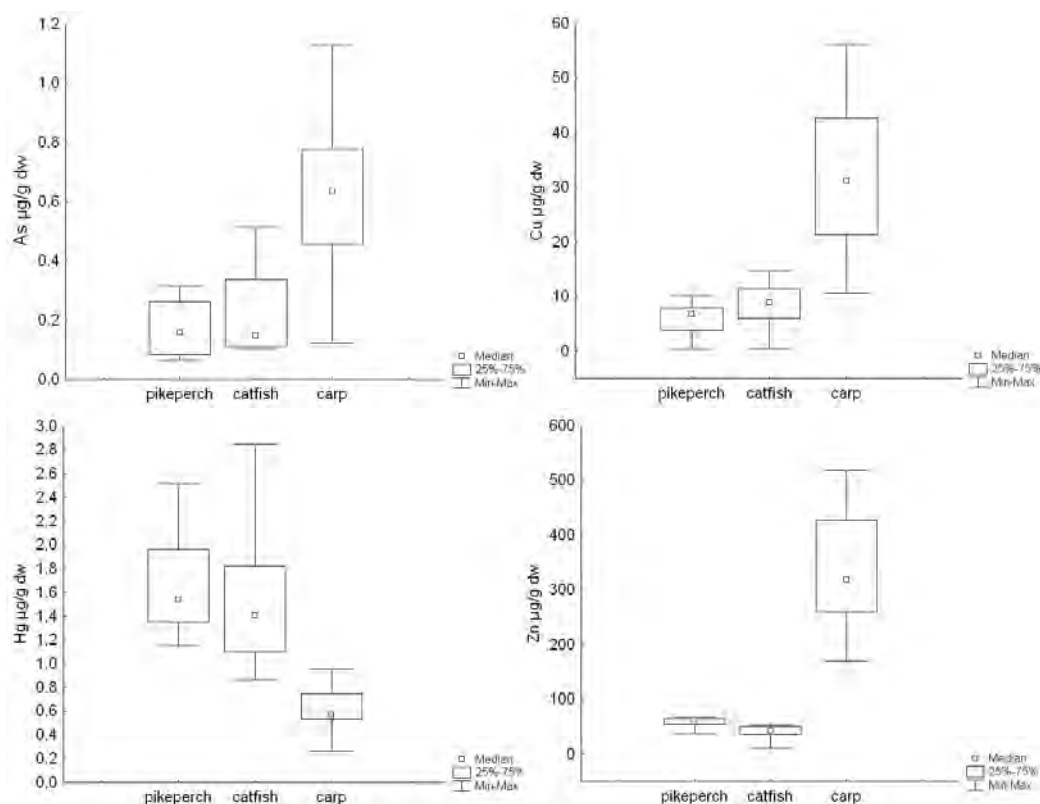 1.2
1.0
0.8
0.6
0.4
0.2
0.0
As µg/g dw
pikeperch catfish carp
Median
25%-75%
Min-Max
60
50
40
30
20
10
0
Cu µg/g dw
pikeperch catfish carp
Median
25%-75%
Min-Max
3.0
2.8
2.6
2.4
2.2
2.0
1.8
1.6
1.4
1.2
1.0
0.8
0.6
0.4
0.2
0.0
Hg µg/g dw
pikeperch catfish carp
Median
25%-75%
Min-Max
600
500
400
300
200
100
0
Zn µg/g dw
pikeperch catfish carp
Median
25%-75%
Min-Max